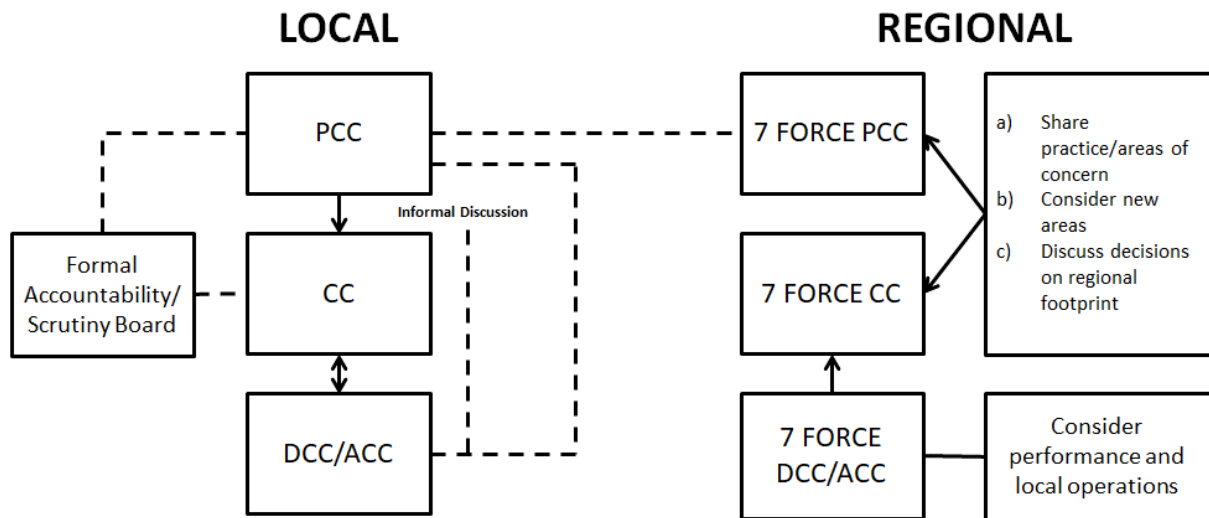 LOCAL
PCC
Informal Discussion
Formal
Accountability/
Scrutiny Board
CC
DCC/ACC
REGIONAL
7 FORCE PCC
a) Share
practice/areas of
concern
b) Consider new
areas
c) Discuss decisions
on regional
footprint
7 FORCE CC
7 FORCE
DCC/ACC
Consider
performance and
local operations